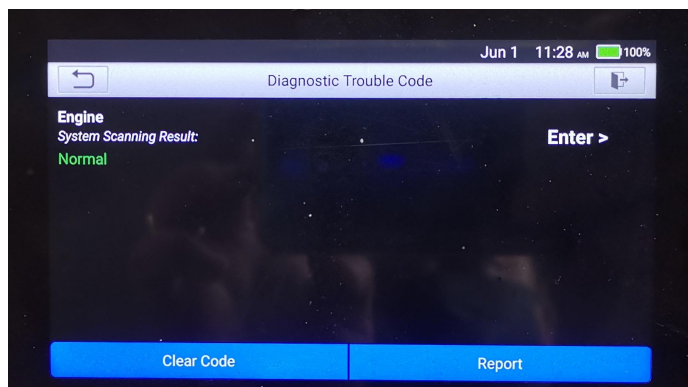 Jun 1 11:28 AM 100%
Diagnostic Trouble Code
Engine
System Scanning Result:
Enter >
Normal
Clear Code Report